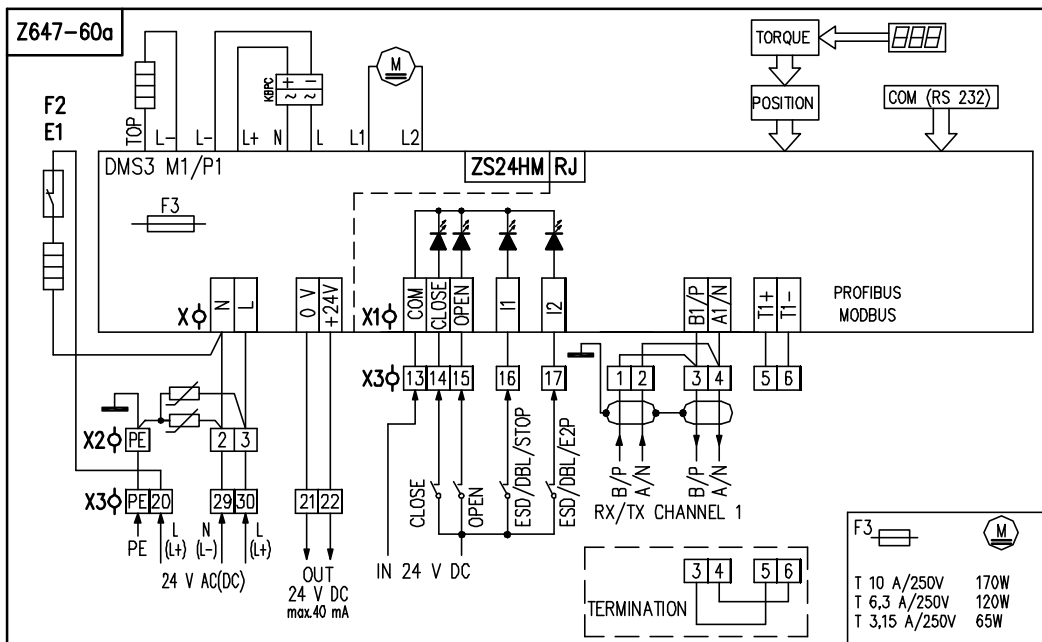 Z647-60a
TORQUE
POSITION
COM (RS 232)
F2
E1
KBPC
+ -
~ ~
M
TOP
L-
L-
L+
N
L
L1
L2
DMS3 M1/P1
ZS24HM RJ
F3
X
N
L
0 V
+24V
X1
COM
CLOSE
OPEN
I1
I2
B1/P
A1/N
T1+
T1-
PROFIBUS
MODBUS
X3
13 14 15 16 17
1 2 3 4 5 6
X2
PE
2 3
X3
PE 20 29 30 21 22
PE
L
(L+)
N
(L-)
L
(L+)
24 V AC(DC)
OUT
24 V DC
max.40 mA
IN 24 V DC
CLOSE
OPEN
ESD/DBL/STOP
ESD/DBL/E2P
B/P
A/N
B/P
A/N
RX/TX CHANNEL 1
TERMINATION
3 4 5 6
F3
M
T 10 A/250V 170W
T 6,3 A/250V 120W
T 3,15 A/250V 65W